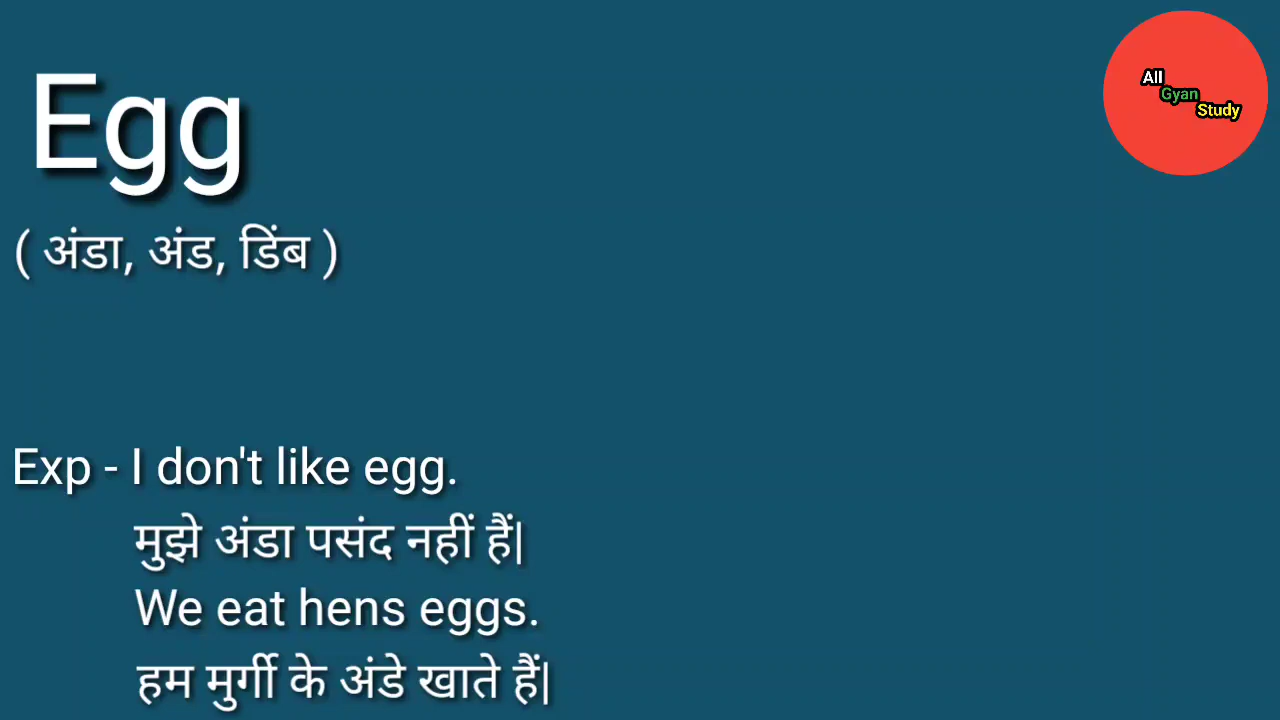 Egg
( अंडा, अंड, डिंब )
All
Gyan
Study
Exp - I don't like egg.
मुझे अंडा पसंद नहीं हैं|
We eat hens eggs.
हम मुर्गी के अंडे खाते हैं|